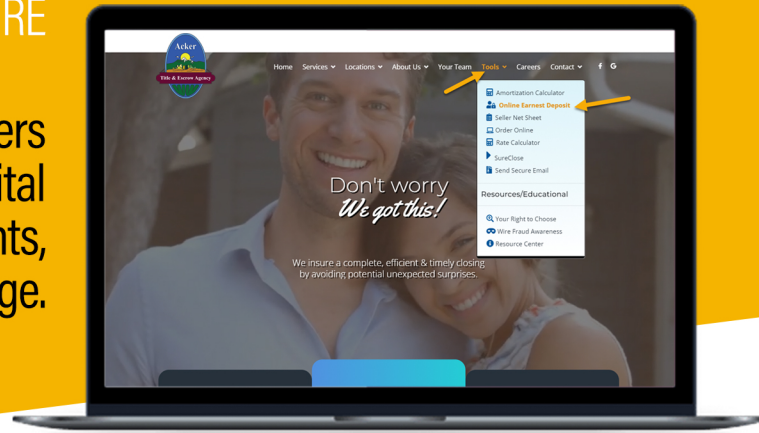 RE
ers
ital
nts,
ge.
Acker
Title & Escrow Agency
Home Services Locations About Us Your Team Tools Careers Contact f G
Amortization Calculator
Online Earnest Deposit
Seller Net Sheet
Order Online
Rate Calculator
SureClose
Send Secure Email
Resources/Educational
Your Right to Choose
Wire Fraud Awareness
Resource Center
Don't worry
We got this!
We insure a complete, efficient & timely closing
by avoiding potential unexpected surprises.